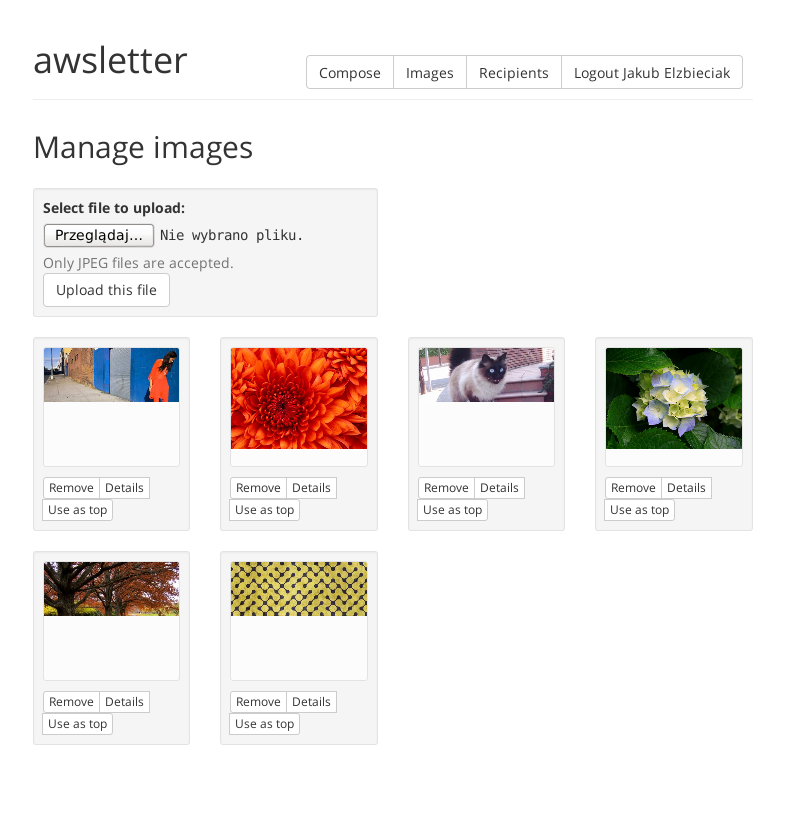 awsletter
Compose Images Recipients Logout Jakub Elzbieciak
Manage images
Select file to upload:
Przeglądaj... Nie wybrano pliku.
Only JPEG files are accepted.
Upload this file
Remove Details
Use as top
Remove Details
Use as top
Remove Details
Use as top
Remove Details
Use as top
Remove Details
Use as top
Remove Details
Use as top